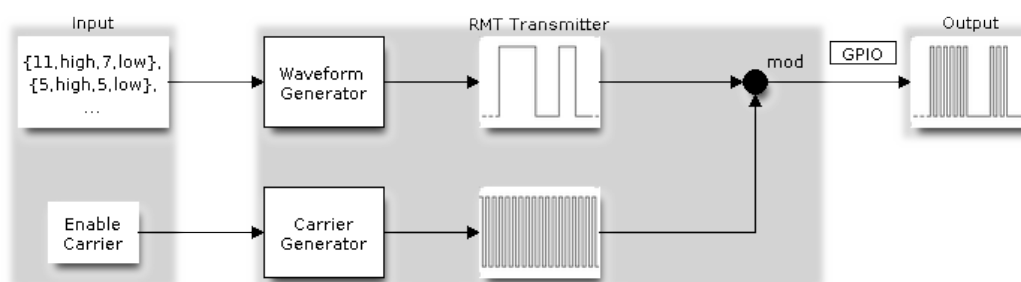 Input
RMT Transmitter
Output
{11,high,7,low},
{5,high,5,low},
...
Waveform
Generator
mod
GPIO
Enable
Carrier
Carrier
Generator